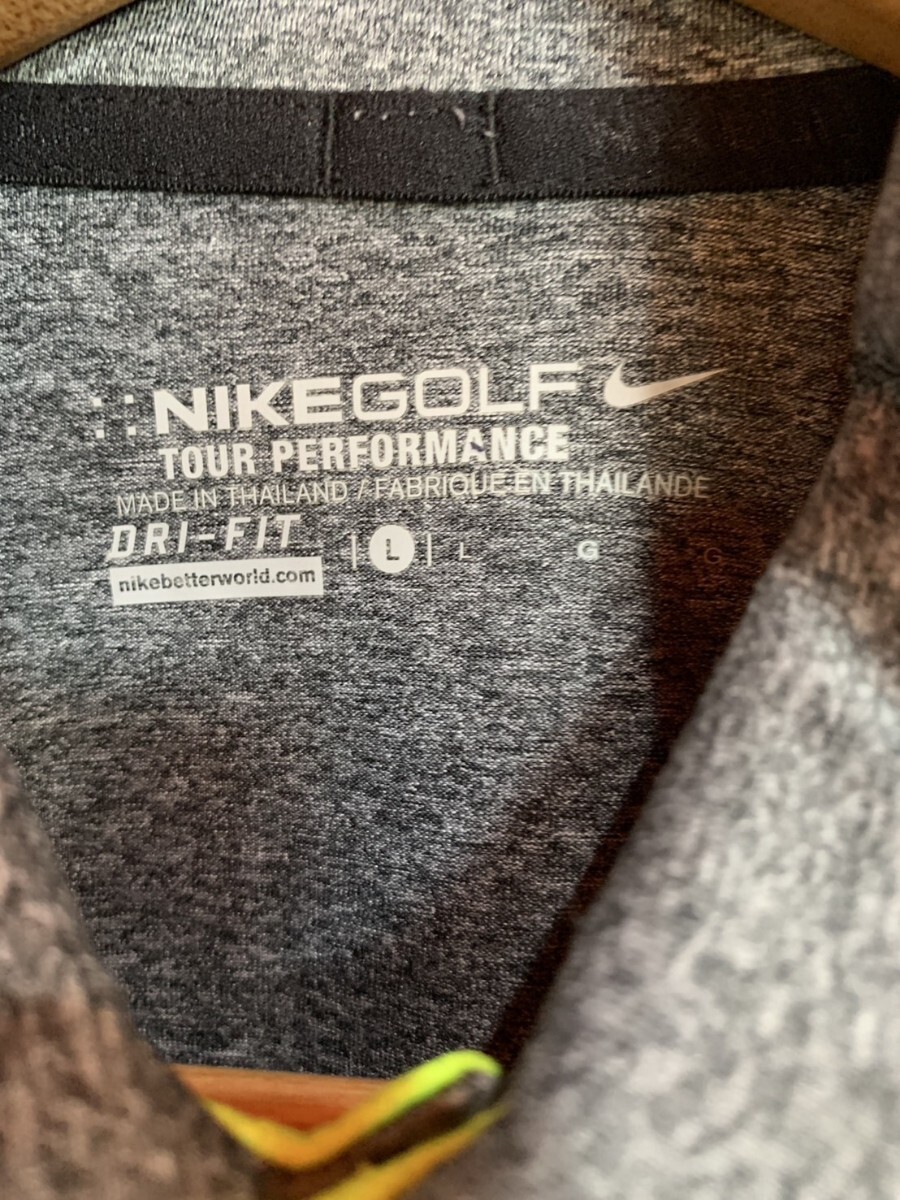 NIKEGOLF
TOUR PERFORMANCE
MADE IN THAILAND / FABRIQUE EN THAILANDE
DRI-FIT L L G G
nikebetterworld.com